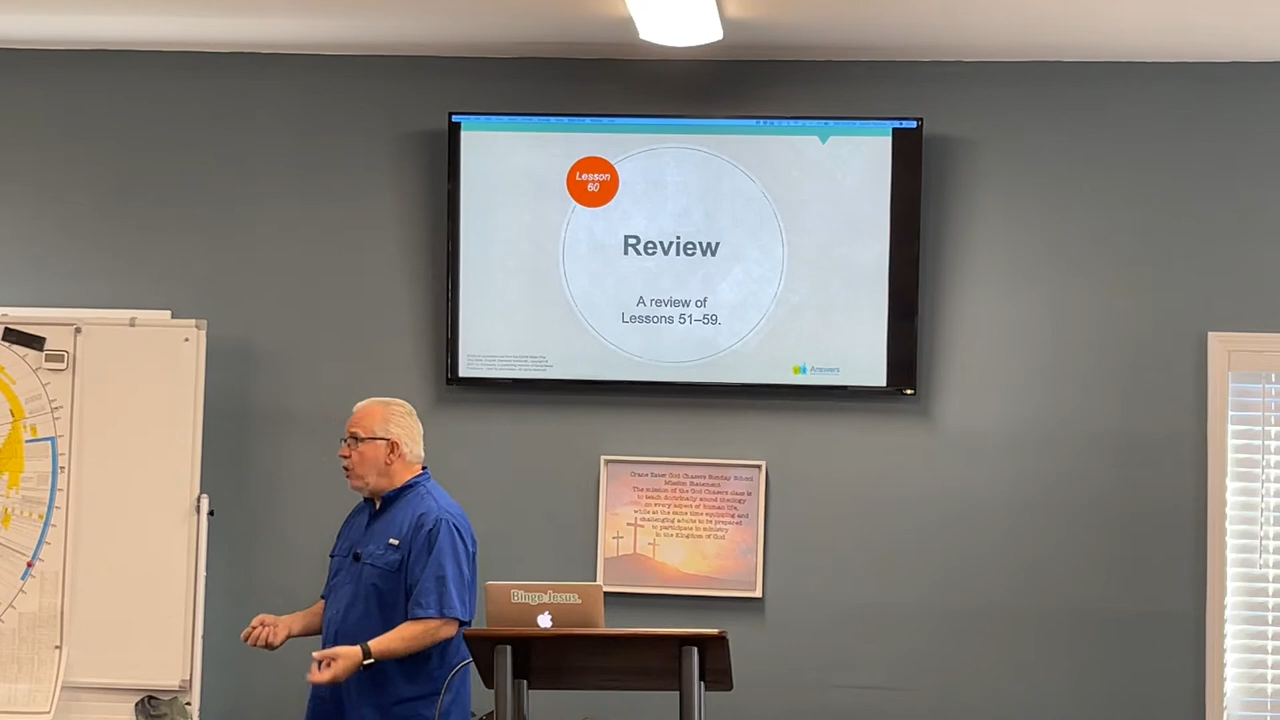 Lesson
60
Review
A review of
Lessons 51–59.
Answers
Crane Eater God Chasers Sunday School
Mission Statement
The mission of the God Chasers class is
to teach doctrinally sound theology
on every aspect of human life,
while at the same time equipping and
challenging adults to be prepared
to participate in ministry
in the Kingdom of God
Binge Jesus.